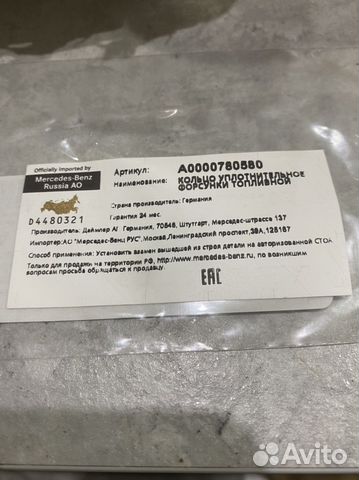 Officially imported by
Mercedes-Benz
Russia AO
Артикул: A0000780580
Наименование: КОЛЬЦО УПЛОТНИТЕЛЬНОЕ
ФОРСУНКИ ТОПЛИВНОЙ
Страна производитель: Германия
Гарантия 24 мес.
D4480321
Производитель: Даймлер АГ Германия, 70546, Штутгарт, Мерседес-штрассе 137
Импортер:АО "Мерседес-Бенц РУС",Москва,Ленинградский проспект,39А,125167
Способ применения: Установить взамен вышедшей из строя детали на авторизованной СТОА
Только для продажи на территории РФ, http://www.mercedes-benz.ru, по возникшим
вопросам просьба обращаться к продавцу.
EAC
Avito